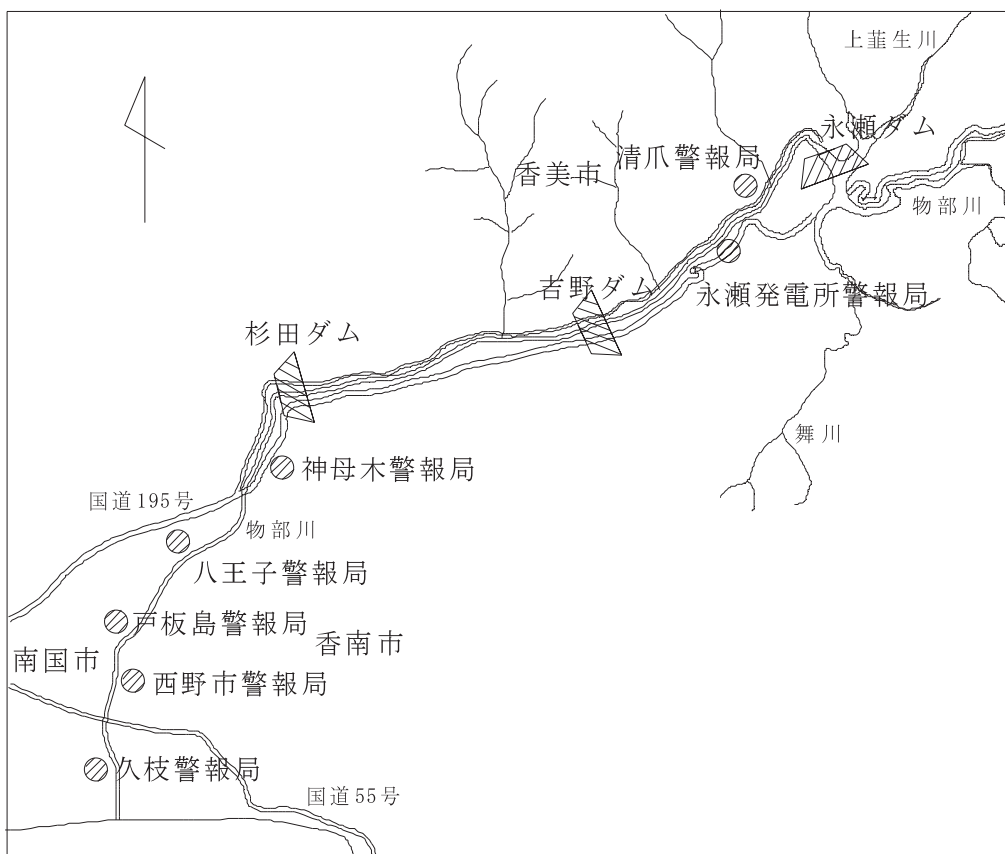 上韮生川
永瀬ダム
清爪警報局
香美市
物部川
吉野ダム
永瀬発電所警報局
杉田ダム
舞川
神母木警報局
国道195号
物部川
八王子警報局
戸板島警報局
香南市
南国市
西野市警報局
久枝警報局
国道55号